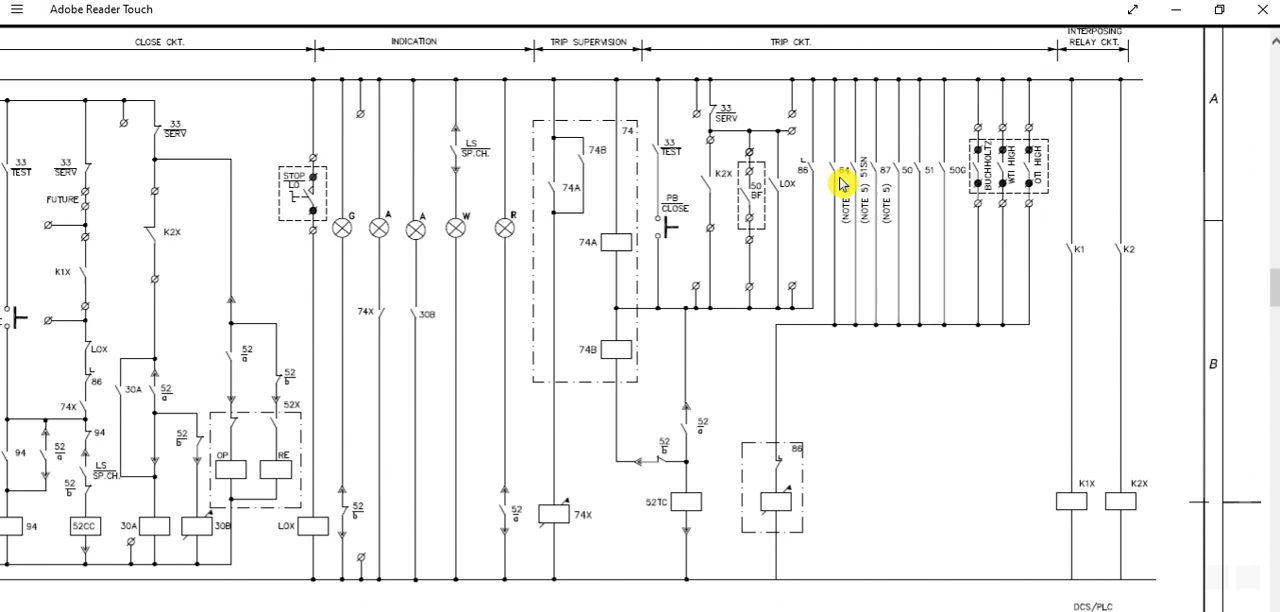 Adobe Reader Touch
CLOSE CKT.
INDICATION
TRIP SUPERVISION
TRIP CKT.
INTERPOSING
RELAY CKT.
A
33
SERV
33
TEST
33
SERV
FUTURE
K2X
K1X
LOX
86
74X
94
94
52
a
LS
SP.CH.
52
b
52CC
30A
52
a
52
b
30A
30B
52
a
52
b
52X
OP
RE
STOP
LO
LOX
G
A
A
W
R
LS
SP.CH.
74X
30B
52
b
52
a
74
74B
74A
74A
74B
74X
33
TEST
PB
CLOSE
33
SERV
K2X
50
BF
LOX
86
(NOTE 5)
(NOTE 5) 51SN
(NOTE 5)
87
50
51
50G
BUCHHOLTZ
WTI HIGH
OTI HIGH
52
a
52
b
52TC
86
K1
K2
K1X
K2X
B
DCS/PLC